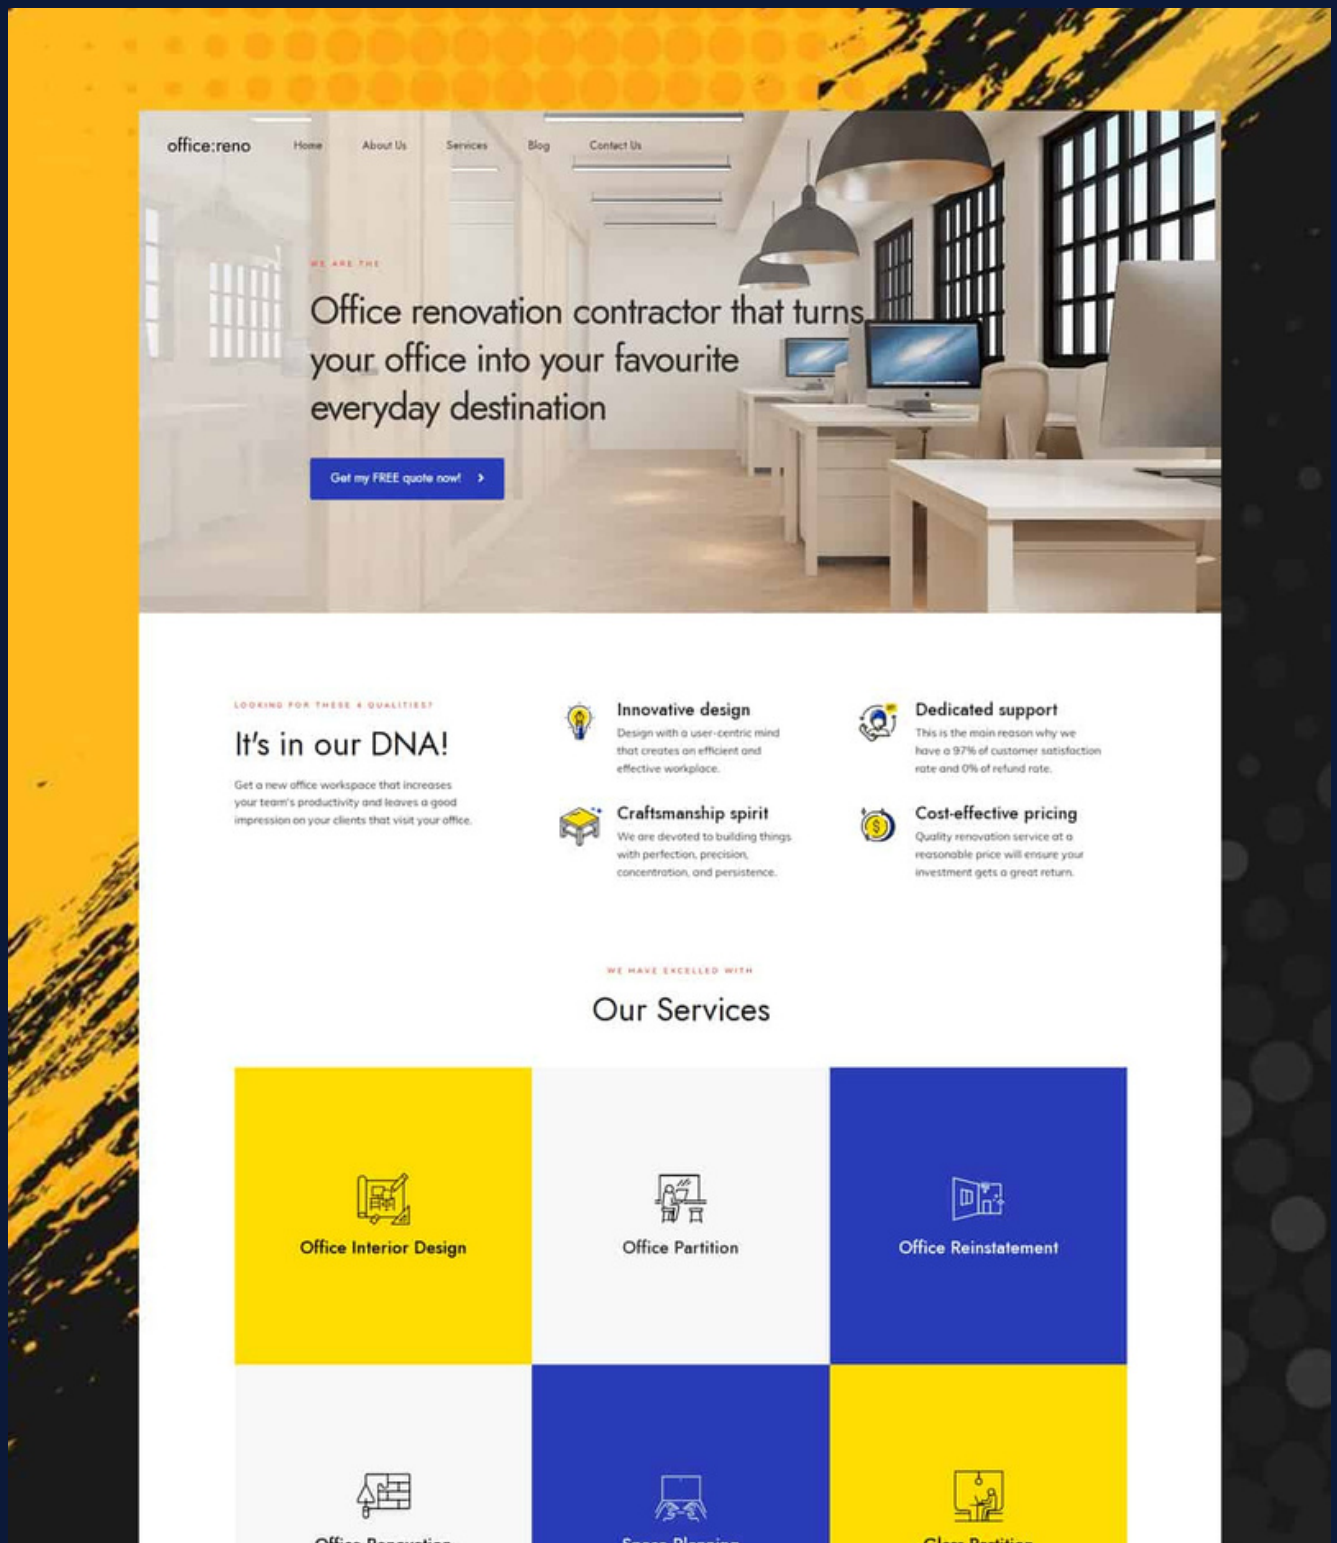 office:reno
Home
About Us
Services
Blog
Contact Us
WE ARE THE
Office renovation contractor that turns
your office into your favourite
everyday destination
Get my FREE quote now!
LOOKING FOR THESE 4 QUALITIES?
It's in our DNA!
Get a new office workspace that increases
your team's productivity and leaves a good
impression on your clients that visit your office.
Innovative design
Design with a user-centric mind
that creates an efficient and
effective workplace.
Dedicated support
This is the main reason why we
have a 97% of customer satisfaction
rate and 0% of refund rate.
Craftsmanship spirit
We are devoted to building things
with perfection, precision,
concentration, and persistence.
Cost-effective pricing
Quality renovation service at a
reasonable price will ensure your
investment gets a great return.
WE HAVE EXCELLED WITH
Our Services
Office Interior Design
Office Partition
Office Reinstatement
Office Renovation
Space Planning
Glass Partition